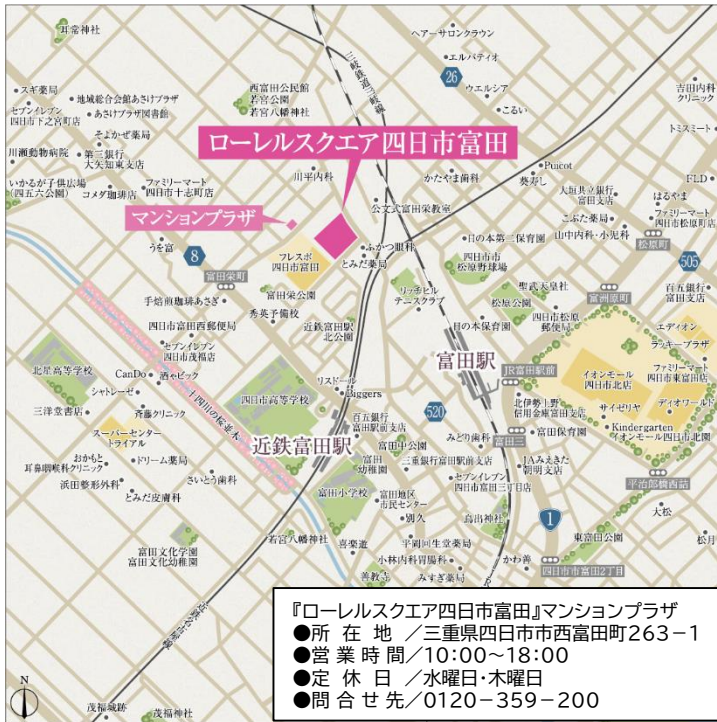 耳常神社
ヘアーサロンクラウン
エルパティオ
26
ウエルシア
こるい
吉田内科
クリニック
トミスミート
スギ薬局
地域総合会館あさけプラザ
セブンイレブン
四日市下之宮町店
あさけプラザ図書館
そよかぜ薬局
川瀬動物病院
第三銀行
大矢知東支店
いかるが子供広場
(四五六公園)
コメダ珈琲店
ファミリーマート
四日市十志町店
西富田公民館
若宮公園
若宮八幡神社
三岐鉄道三岐線
ローレルスクエア四日市富田
マンションプラザ
川平内科
かたやま歯科
公文式富田栄教室
Puicot
葵寿し
大垣共立銀行
富田支店
こぶた薬局
山中内科・小児科
FLD
はるやま
ファミリーマート
四日市松原町店
松原町
505
うを富
8
富田栄町
フレスポ
四日市富田
ふかつ眼科
とみだ薬局
日の本第二保育園
四日市市
松原野球場
聖武天皇社
松原公園
富洲原町
百五銀行
富田支店
手焙煎珈琲あさぎ
富田栄公園
秀英予備校
近鉄富田駅
北公園
リッチヒル
テニスクラブ
日の本保育園
四日市松原
郵便局
エディオン
ラッキープラザ
四日市富田西郵便局
セブンイレブン
四日市茂福店
北星高等学校
CanDo
酒ゃビック
シャトレーゼ
三洋堂書店
斉藤クリニック
スーパーセンター
トライアル
十四川の桜並木
四日市高等学校
リスドール
Biggers
富田駅
JR富田駅前
イオンモール
四日市北店
ファミリーマート
四日市東富田店
北伊勢上野
信用金庫富田支店
サイゼリヤ
ディオワールド
Kindergarten
イオンモール四日市北園
520
百五銀行
富田駅前支店
近鉄富田駅
富田中公園
みどり歯科
富田三
富田保育園
富田
幼稚園
三重銀行富田駅前支店
JAみえきた
朝明支店
平治郎橋西詰
おかもと
耳鼻咽喉科クリニック
ドリーム薬局
浜田整形外科
さいとう歯科
とみだ皮膚科
富田小学校
富田地区
市民センター
セブンイレブン
四日市富田三丁目店
別久
鳥出神社
1
大松
東富田公園
松月
富田文化学園
富田文化幼稚園
若宮八幡神社
喜楽道
平岡回生堂薬局
小林内科胃腸科
かわ善
四日市市富田2丁目
善教寺
みすぎ薬局
近鉄名古屋線
N
茂福城跡
茂福神社
『ローレルスクエア四日市富田』マンションプラザ
●所 在 地 ／三重県四日市市西富田町263－1
●営業時間／10:00～18:00
●定 休 日 ／水曜日・木曜日
●問合せ先／0120－359－200